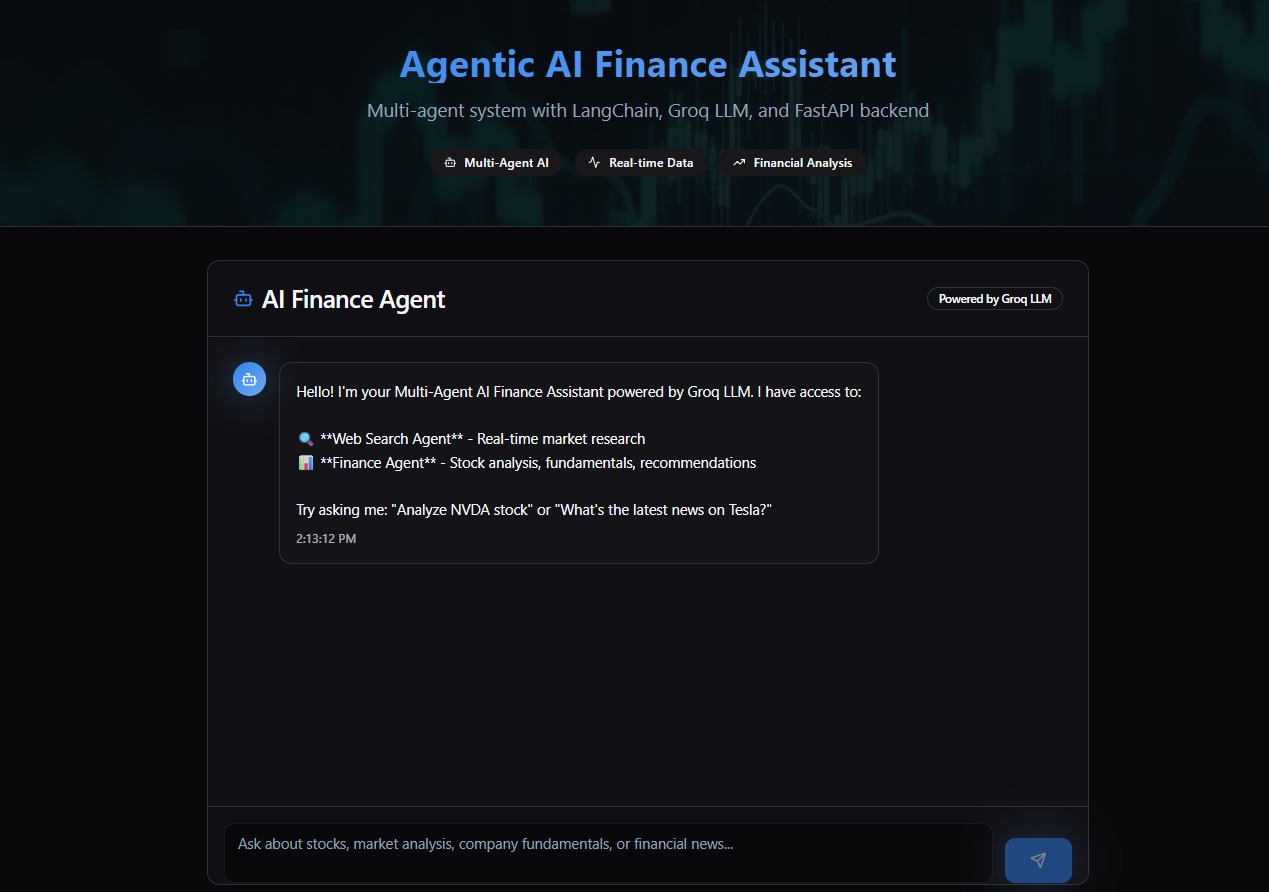 Agentic AI Finance Assistant
Multi-agent system with LangChain, Groq LLM, and FastAPI backend
Multi-Agent AI
Real-time Data
Financial Analysis
AI Finance Agent
Powered by Groq LLM
Hello! I'm your Multi-Agent AI Finance Assistant powered by Groq LLM. I have access to:
🔍 **Web Search Agent** - Real-time market research
📊 **Finance Agent** - Stock analysis, fundamentals, recommendations
Try asking me: "Analyze NVDA stock" or "What's the latest news on Tesla?"
2:13:12 PM
Ask about stocks, market analysis, company fundamentals, or financial news...